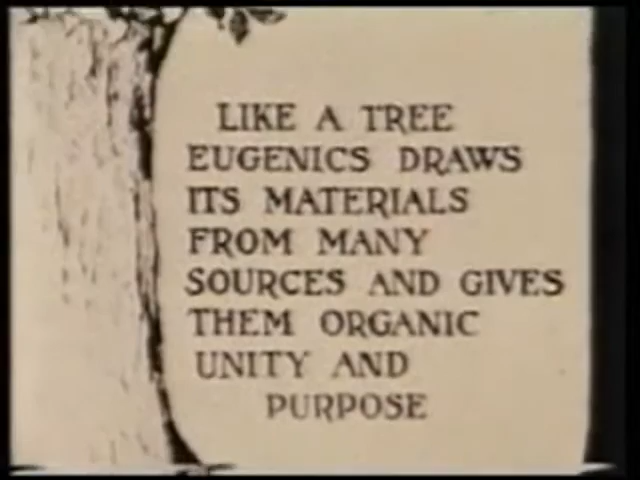 LIKE A TREE
EUGENICS DRAWS
ITS MATERIALS
FROM MANY
SOURCES AND GIVES
THEM ORGANIC
UNITY AND
PURPOSE